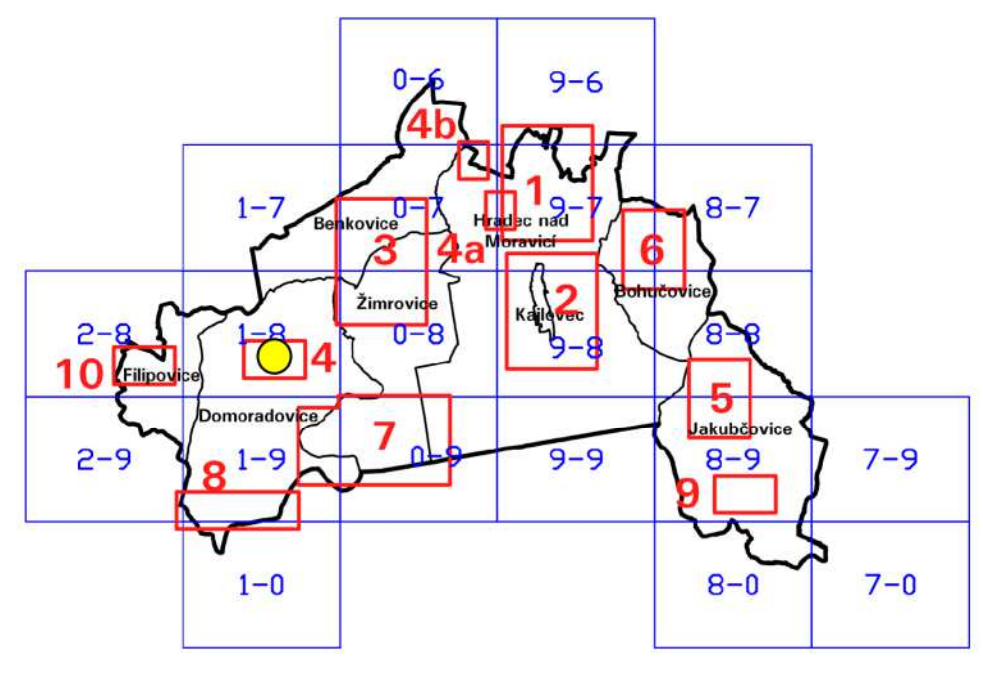 0-6 9-6
4b
1-7 0-7 1 9-7 8-7
Benkovice Hradec nad
Moravicí
3 4a 6
Žimrovice 2 Bohučovice
Kajlovec
2-8 1-8 0-8 9-8 8-8
10 Filipovice 4
Domoradovice 5
7 Jakubčovice
2-9 1-9 0-9 9-9 8-9 7-9
8 9
1-0 8-0 7-0